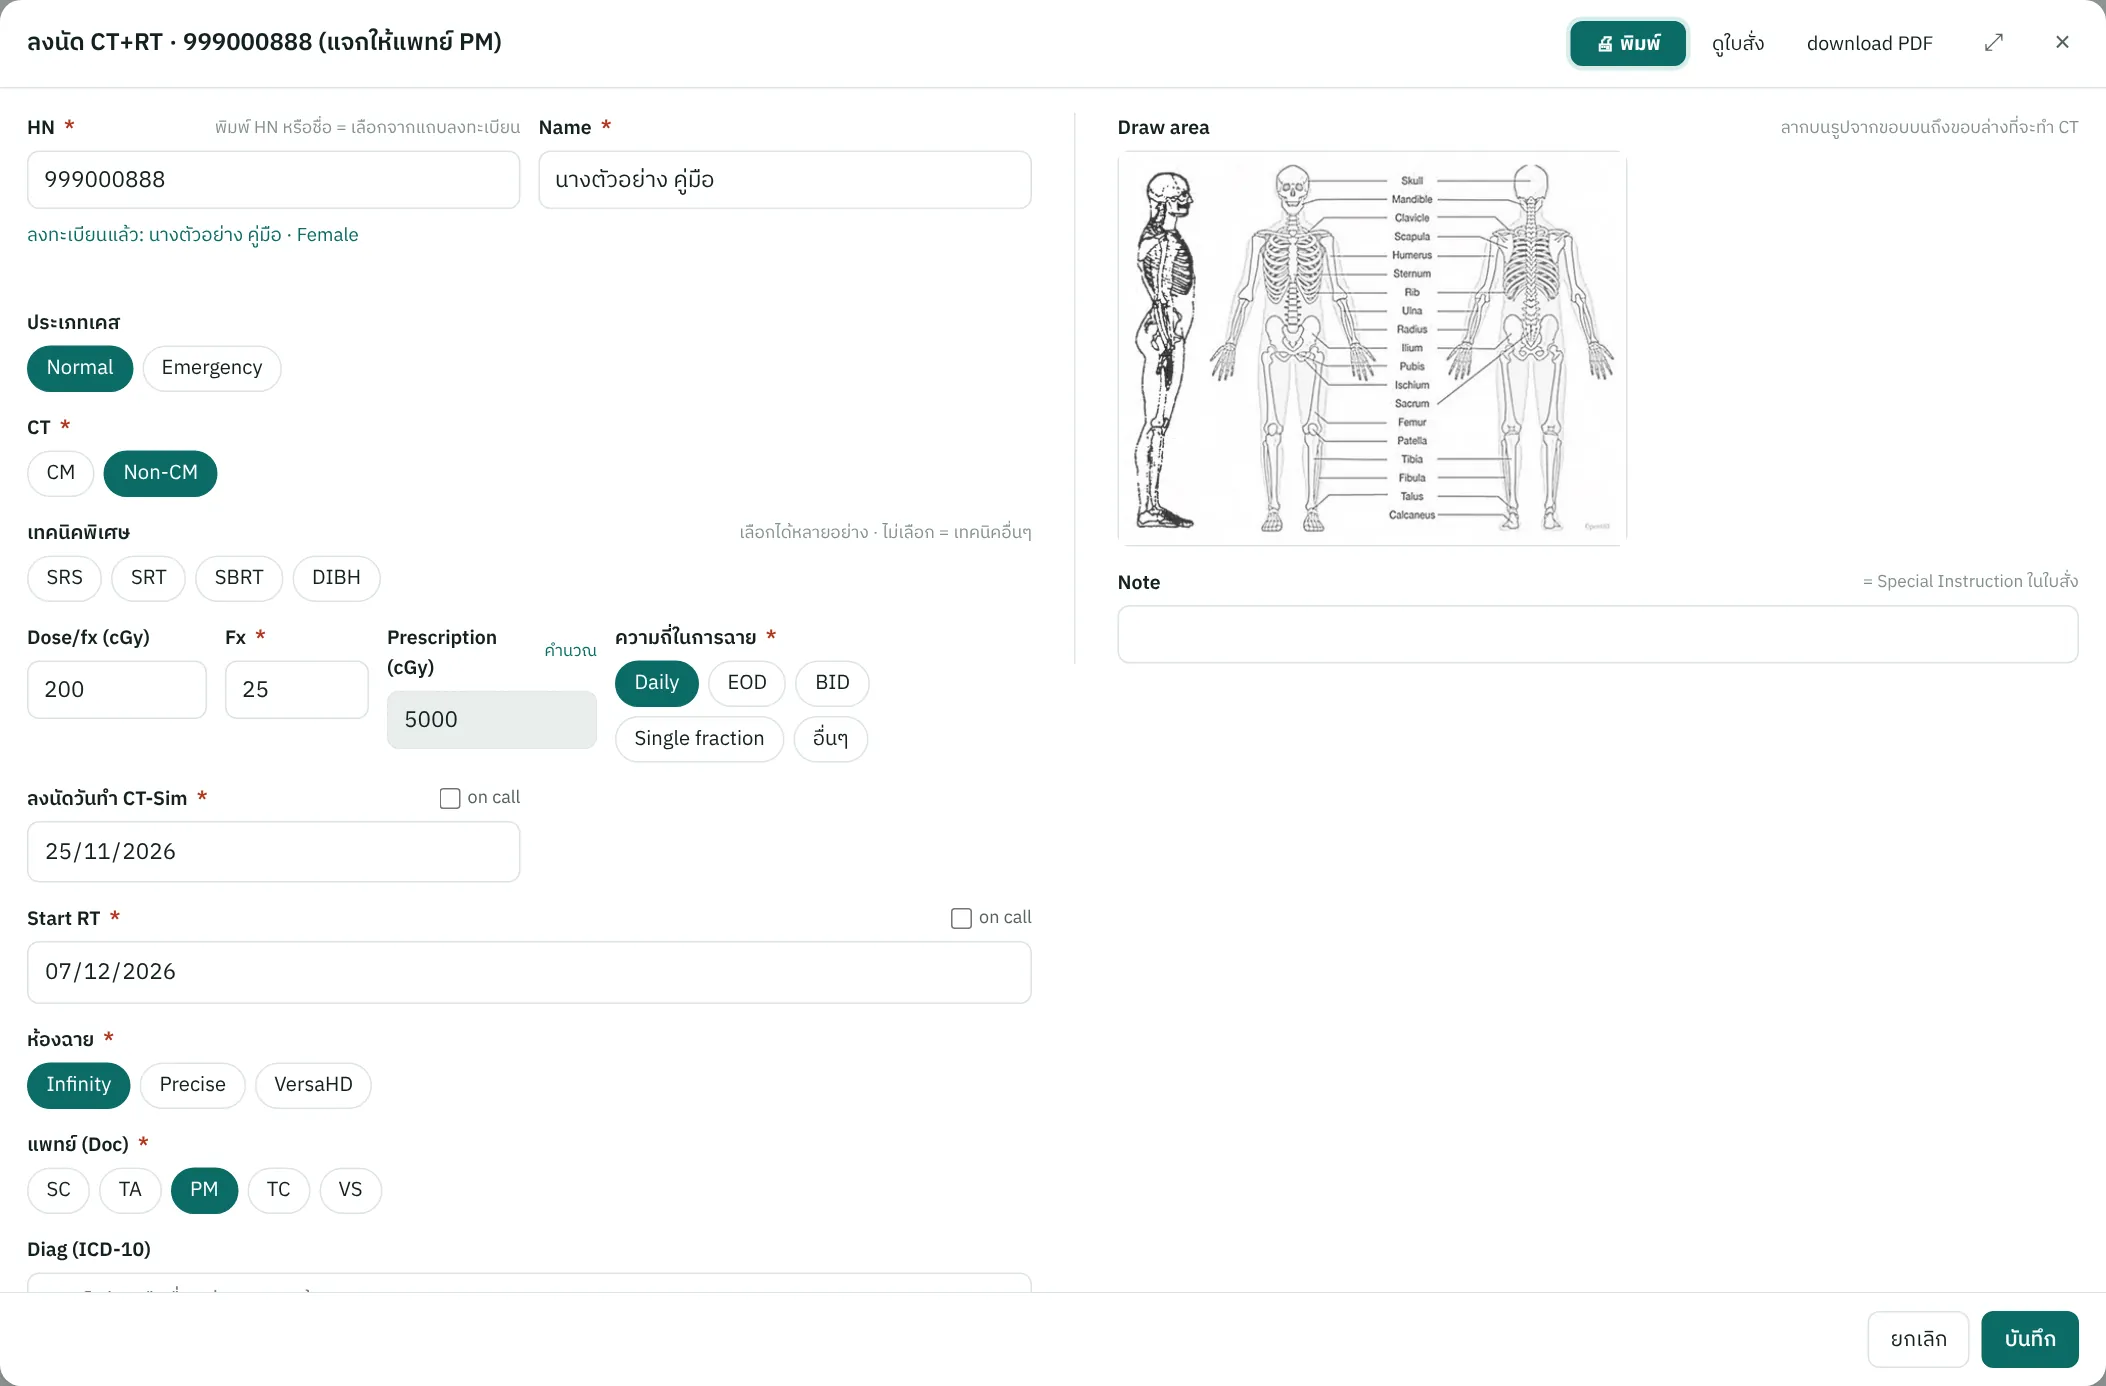 ลงนัด CT+RT · 999000888 (แจกให้แพทย์ PM)
พิมพ์
ดูใบสั่ง
download PDF
HN *
พิมพ์ HN หรือชื่อ = เลือกจากแถบลงทะเบียน
Name *
999000888
นางตัวอย่าง คู่มือ
ลงทะเบียนแล้ว: นางตัวอย่าง คู่มือ · Female
ประเภทเคส
Normal
Emergency
CT *
CM
Non-CM
เทคนิคพิเศษ
เลือกได้หลายอย่าง · ไม่เลือก = เทคนิคอื่นๆ
SRS
SRT
SBRT
DIBH
Dose/fx (cGy)
200
Fx *
25
Prescription
(cGy)
คำนวณ
5000
ความถี่ในการฉาย *
Daily
EOD
BID
Single fraction
อื่นๆ
ลงนัดวันทำ CT-Sim *
on call
25/11/2026
Start RT *
on call
07/12/2026
ห้องฉาย *
Infinity
Precise
VersaHD
แพทย์ (Doc) *
SC
TA
PM
TC
VS
Diag (ICD-10)
Draw area
ลากบนรูปจากขอบบนถึงขอบล่างที่จะทำ CT
Skull
Mandible
Clavicle
Scapula
Humerus
Sternum
Rib
Ulna
Radius
Ilium
Pubis
Ischium
Sacrum
Femur
Patella
Tibia
Fibula
Talus
Calcaneus
Note
= Special Instruction ในใบสั่ง
ยกเลิก
บันทึก